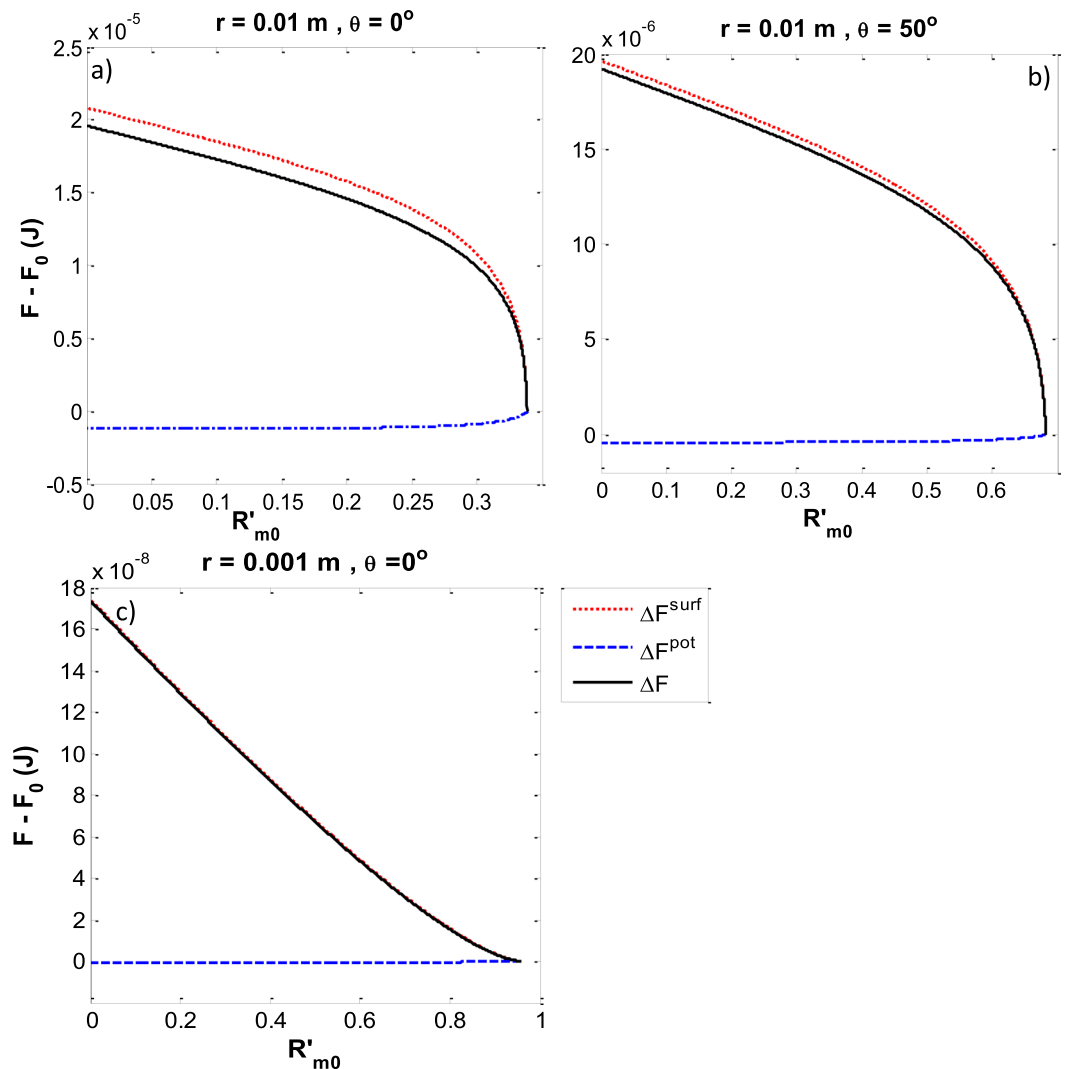 r = 0.01 m , θ = 0°
x 10⁻⁵
a)
2.5
2
1.5
1
0.5
0
-0.5
F - F₀ (J)
0 0.05 0.1 0.15 0.2 0.25 0.3
R'm0
r = 0.01 m , θ = 50°
x 10⁻⁶
b)
20
15
10
5
0
0 0.1 0.2 0.3 0.4 0.5 0.6
R'm0
r = 0.001 m , θ =0°
x 10⁻⁸
c)
18
16
14
12
10
8
6
4
2
0
F - F₀ (J)
0 0.2 0.4 0.6 0.8 1
R'm0
ΔFsurf
ΔFpot
ΔF